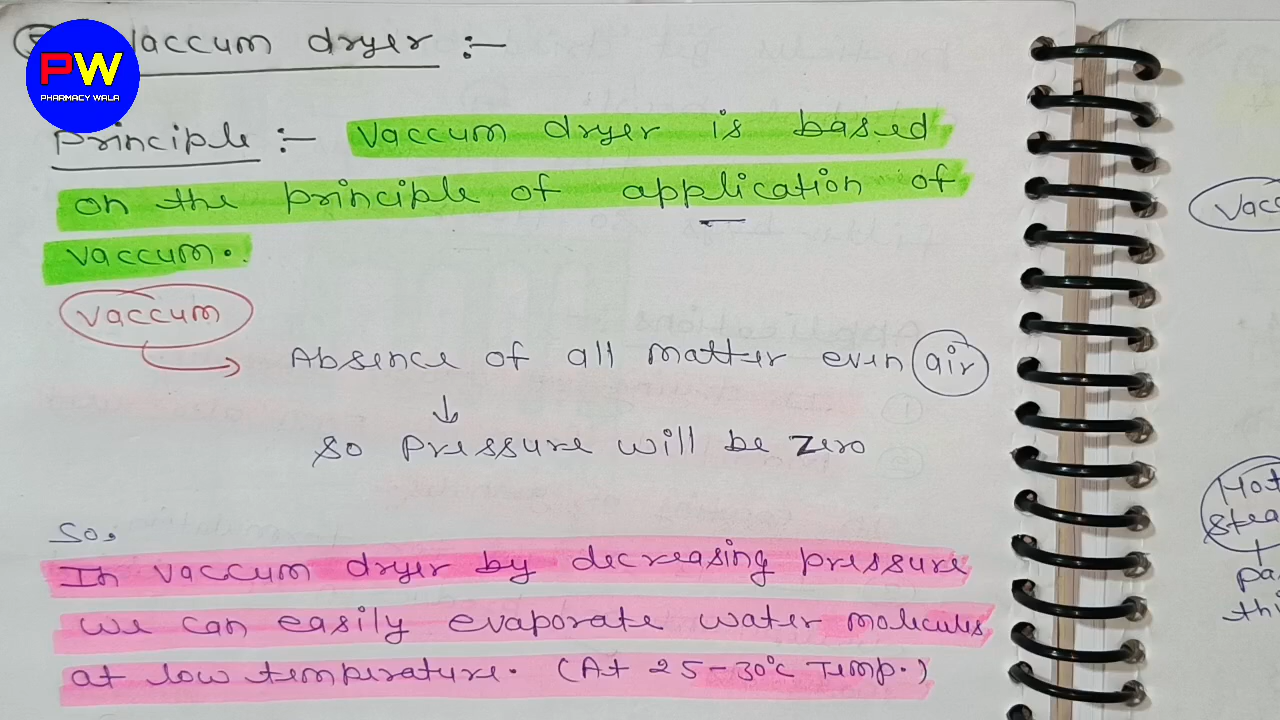 Vaccum dryer :-
PW
PHARMACY WALA
Principle :- Vaccum dryer is based
on the principle of application of
vaccum.
Vaccum
Absence of all matter even air
↓
So pressure will be zero
So,
In vaccum dryer by decreasing pressure
we can easily evaporate water molecules
at low temperature. (At 25-30°C Temp.)
Vacc
Hot
Stea
pa
thi